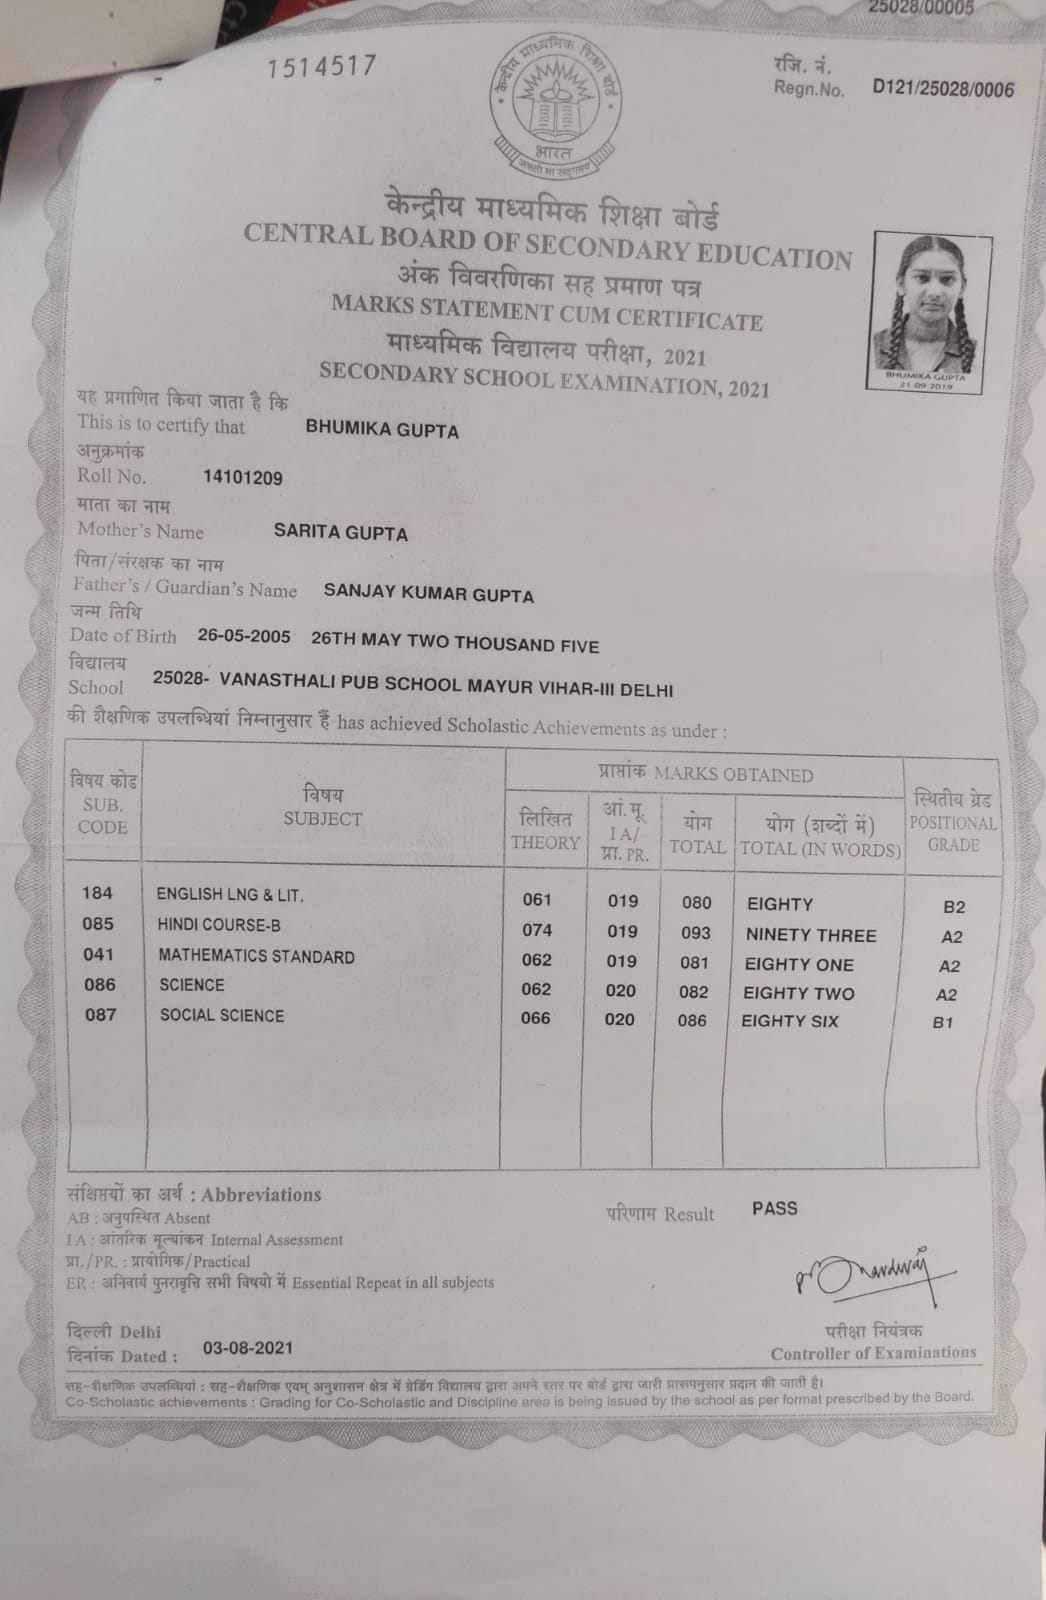 25028/00005
1514517
रजि. नं.
Regn.No. D121/25028/0006
केन्द्रीय माध्यमिक शिक्षा बोर्ड
भारत
असतो मा सद्गमय
केन्द्रीय माध्यमिक शिक्षा बोर्ड
CENTRAL BOARD OF SECONDARY EDUCATION
अंक विवरणिका सह प्रमाण पत्र
MARKS STATEMENT CUM CERTIFICATE
माध्यमिक विद्यालय परीक्षा, 2021
SECONDARY SCHOOL EXAMINATION, 2021
BHUMIKA GUPTA
21 09 2019
यह प्रमाणित किया जाता है कि
This is to certify that BHUMIKA GUPTA
अनुक्रमांक
Roll No. 14101209
माता का नाम
Mother's Name SARITA GUPTA
पिता/संरक्षक का नाम
Father's / Guardian's Name SANJAY KUMAR GUPTA
जन्म तिथि
Date of Birth 26-05-2005 26TH MAY TWO THOUSAND FIVE
विद्यालय
School 25028- VANASTHALI PUB SCHOOL MAYUR VIHAR-III DELHI
की शैक्षणिक उपलब्धियां निम्नानुसार हैं has achieved Scholastic Achievements as under :
विषय कोड
SUB.
CODE
विषय
SUBJECT
प्राप्तांक MARKS OBTAINED
लिखित
THEORY
आं.मू.
I A/
प्रा. PR.
योग
TOTAL
योग (शब्दों में)
TOTAL (IN WORDS)
स्थितीय ग्रेड
POSITIONAL
GRADE
184 ENGLISH LNG & LIT. 061 019 080 EIGHTY B2
085 HINDI COURSE-B 074 019 093 NINETY THREE A2
041 MATHEMATICS STANDARD 062 019 081 EIGHTY ONE A2
086 SCIENCE 062 020 082 EIGHTY TWO A2
087 SOCIAL SCIENCE 066 020 086 EIGHTY SIX B1
संक्षिप्तियों का अर्थ : Abbreviations
AB : अनुपस्थित Absent
I A : आंतरिक मूल्यांकन Internal Assessment
प्रा./PR. : प्रायोगिक/Practical
ER : अनिवार्य पुनरावृत्ति सभी विषयों में Essential Repeat in all subjects
परिणाम Result PASS
दिल्ली Delhi
दिनांक Dated : 03-08-2021
परीक्षा नियंत्रक
Controller of Examinations
सह-शैक्षणिक उपलब्धियां : सह-शैक्षणिक एवम् अनुशासन क्षेत्र में ग्रेडिंग विद्यालय द्वारा अपने स्तर पर बोर्ड द्वारा जारी प्रारूपनुसार प्रदान की जाती है।
Co-Scholastic achievements : Grading for Co-Scholastic and Discipline area is being issued by the school as per format prescribed by the Board.